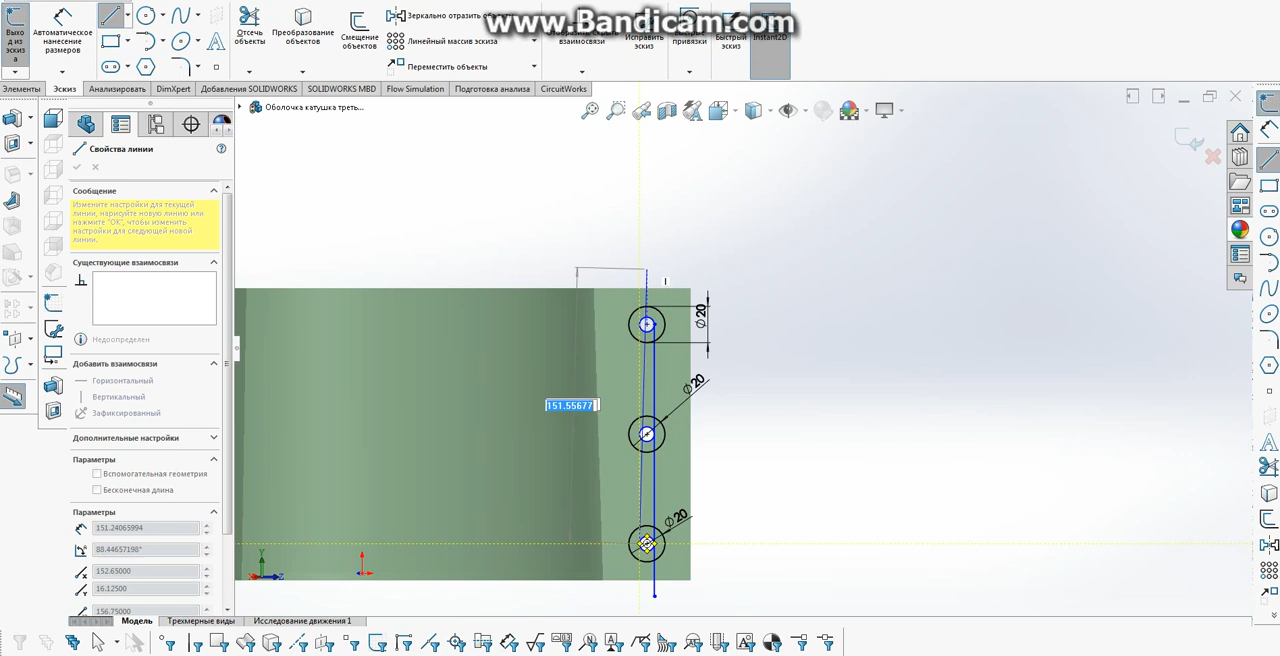 www.Bandicam.com
Выход из эскиза
Автоматическое нанесение размеров
Отсечь объекты
Преобразование объектов
Смещение объектов
Зеркально отразить
Линейный массив эскиза
Переместить объекты
взаимосвязи
Исправить эскиз
привязки
Быстрый эскиз
Instant2D
Элементы
Эскиз
Анализировать
DimXpert
Добавления SOLIDWORKS
SOLIDWORKS MBD
Flow Simulation
Подготовка анализа
CircuitWorks
Оболочка катушка треть...
Свойства линии
Сообщение
Измените настройки для текущей
линии, нарисуйте новую линию или
нажмите "ОК", чтобы изменить
настройки для следующей новой
линии.
Существующие взаимосвязи
Недоопределен
Добавить взаимосвязи
Горизонтальный
Вертикальный
Зафиксированный
Дополнительные настройки
Параметры
Вспомогательная геометрия
Бесконечная длина
Параметры
151.24065994
88.44657198°
152.65000
16.12500
156.75000
∅20
∅20
∅20
151.55677
Y
Z
Модель
Трехмерные виды
Исследование движения 1